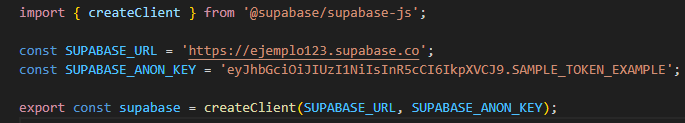 import { createClient } from '@supabase/supabase-js';
const SUPABASE_URL = 'https://ejemplo123.supabase.co';
const SUPABASE_ANON_KEY = 'eyJhbGciOiJIUzI1NiIsInR5cCI6IkpXVCJ9.SAMPLE_TOKEN_EXAMPLE';
export const supabase = createClient(SUPABASE_URL, SUPABASE_ANON_KEY);